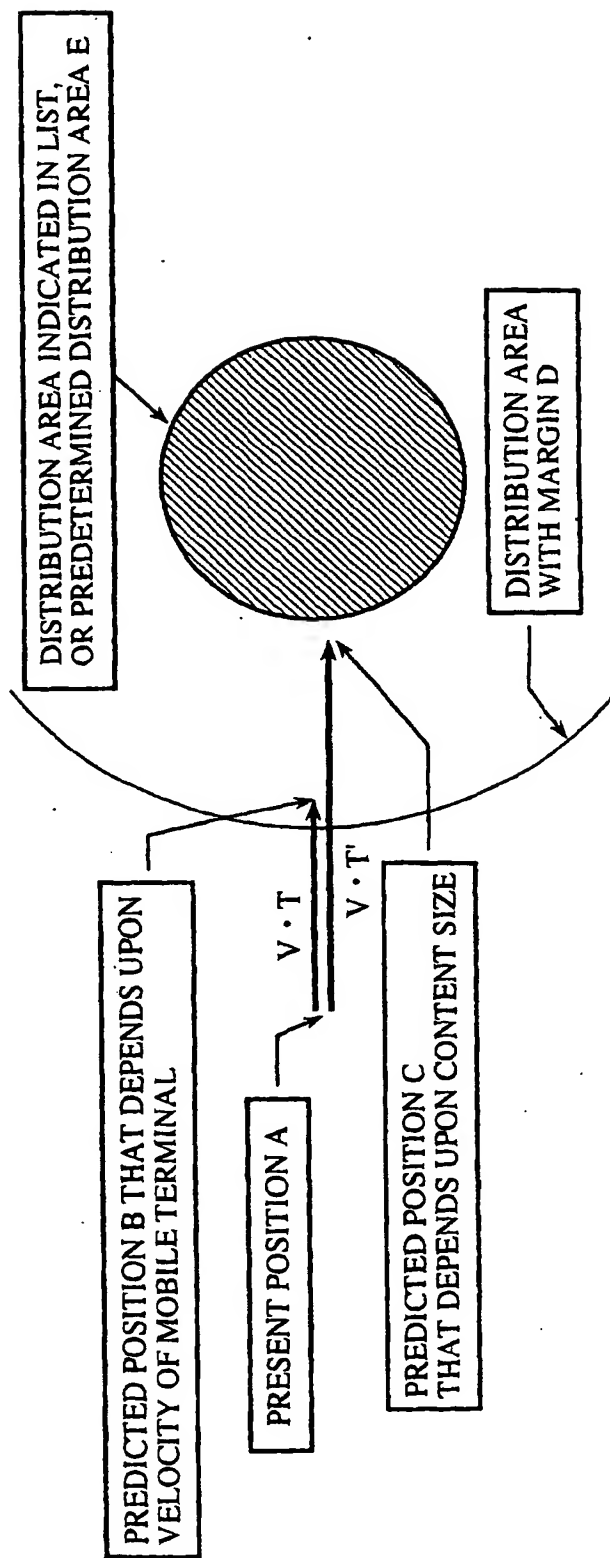 DISTRIBUTION AREA INDICATED IN LIST,
OR PREDETERMINED DISTRIBUTION AREA E
PREDICTED POSITION B THAT DEPENDS UPON
VELOCITY OF MOBILE TERMINAL
V · T
V · T'
PRESENT POSITION A
DISTRIBUTION AREA
WITH MARGIN D
PREDICTED POSITION C
THAT DEPENDS UPON CONTENT SIZE